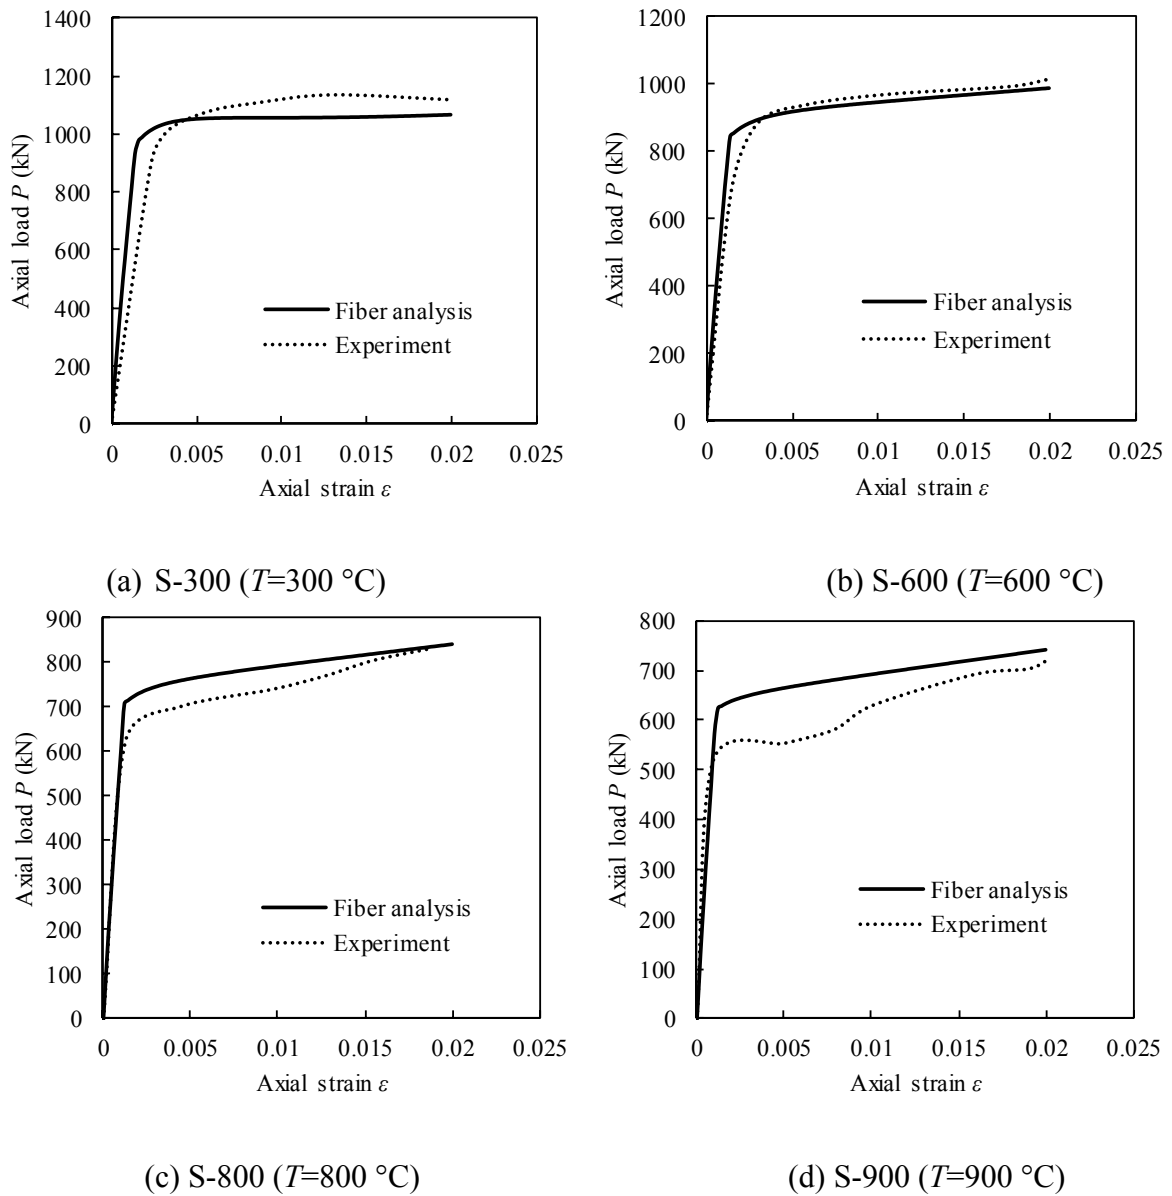 1400
1200
1000
800
600
400
200
0
Axial load P (kN)
Fiber analysis
Experiment
0 0.005 0.01 0.015 0.02 0.025
Axial strain ε
(a) S-300 (T=300 °C)
1200
1000
800
600
400
200
0
Axial load P (kN)
Fiber analysis
Experiment
0 0.005 0.01 0.015 0.02 0.025
Axial strain ε
(b) S-600 (T=600 °C)
900
800
700
600
500
400
300
200
100
0
Axial load P (kN)
Fiber analysis
Experiment
0 0.005 0.01 0.015 0.02 0.025
Axial strain ε
(c) S-800 (T=800 °C)
800
700
600
500
400
300
200
100
0
Axial load P (kN)
Fiber analysis
Experiment
0 0.005 0.01 0.015 0.02 0.025
Axial strain ε
(d) S-900 (T=900 °C)